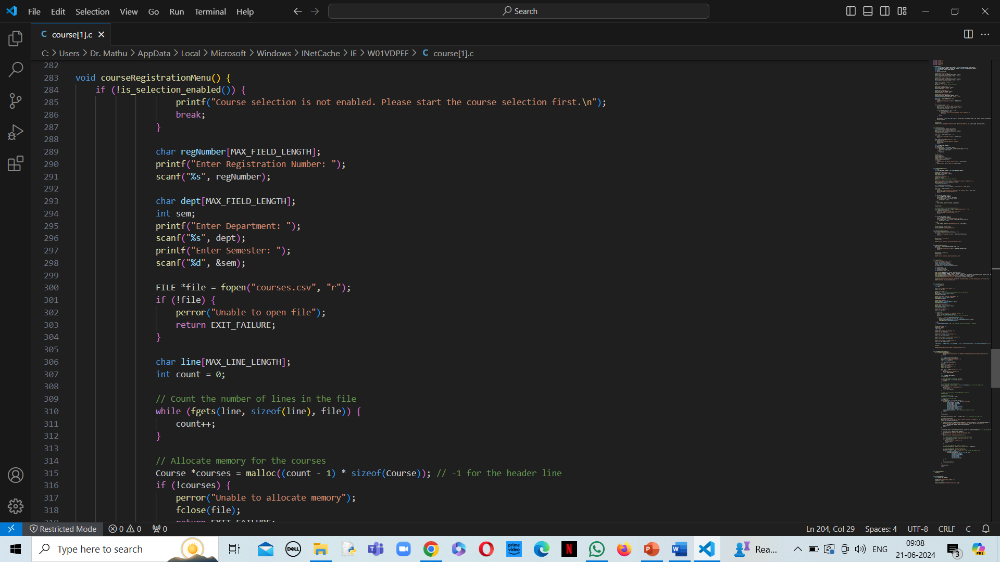 File Edit Selection View Go Run Terminal Help
Search
C course[1].c
C: > Users > Dr. Mathu > AppData > Local > Microsoft > Windows > INetCache > IE > W01VDPEF > C course[1].c
282
283 void courseRegistrationMenu() {
284 if (!is_selection_enabled()) {
285 printf("Course selection is not enabled. Please start the course selection first.\n");
286 break;
287 }
288
289 char regNumber[MAX_FIELD_LENGTH];
290 printf("Enter Registration Number: ");
291 scanf("%s", regNumber);
292
293 char dept[MAX_FIELD_LENGTH];
294 int sem;
295 printf("Enter Department: ");
296 scanf("%s", dept);
297 printf("Enter Semester: ");
298 scanf("%d", &sem);
299
300 FILE *file = fopen("courses.csv", "r");
301 if (!file) {
302 perror("Unable to open file");
303 return EXIT_FAILURE;
304 }
305
306 char line[MAX_LINE_LENGTH];
307 int count = 0;
308
309 // Count the number of lines in the file
310 while (fgets(line, sizeof(line), file)) {
311 count++;
312 }
313
314 // Allocate memory for the courses
315 Course *courses = malloc((count - 1) * sizeof(Course)); // -1 for the header line
316 if (!courses) {
317 perror("Unable to allocate memory");
318 fclose(file);
319 return EXIT_FAILURE;
Restricted Mode 0 0 0 Ln 204, Col 29 Spaces: 4 UTF-8 CRLF C
Type here to search
DELL
prime video
Rea...
ENG
09:08
21-06-2024
3
PRE